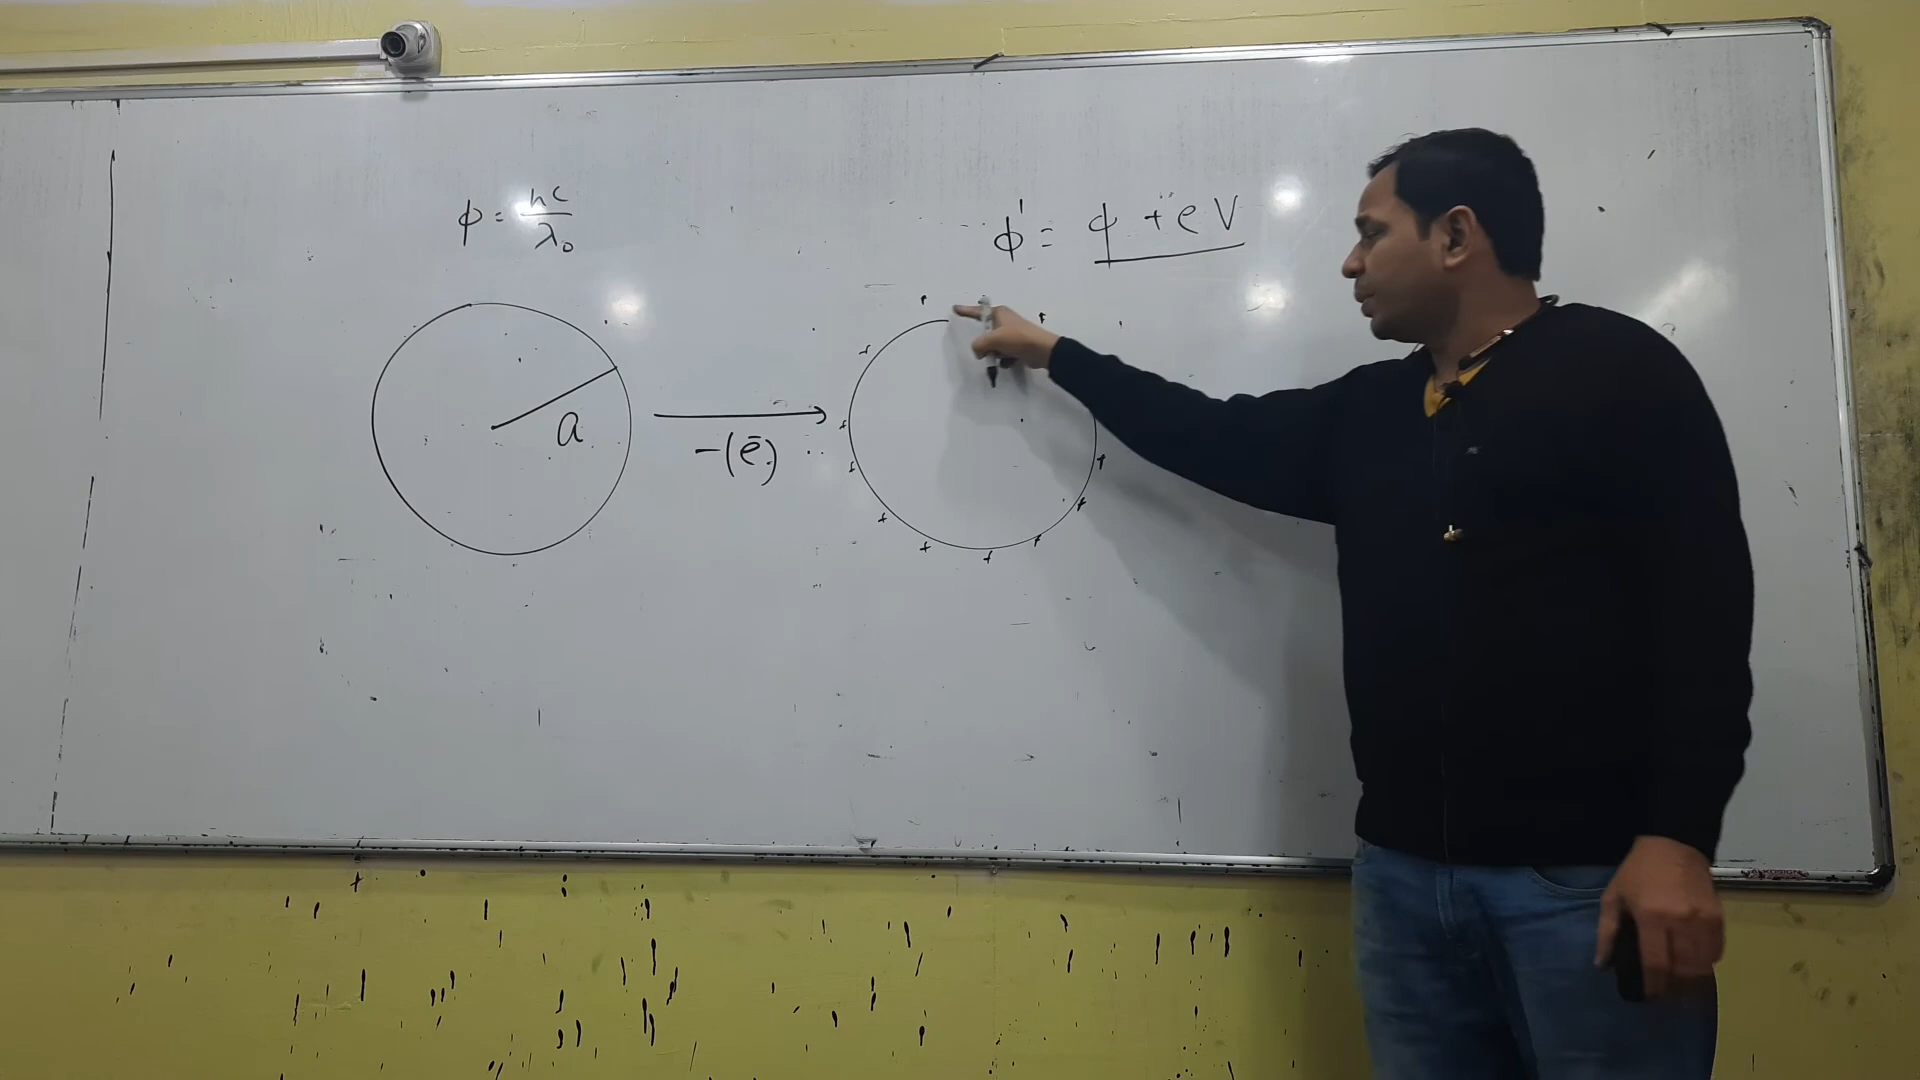 ϕ = hc/λ₀
a
-(ē)
ϕ' = ϕ + eV
+ + + + + + + + + + + +